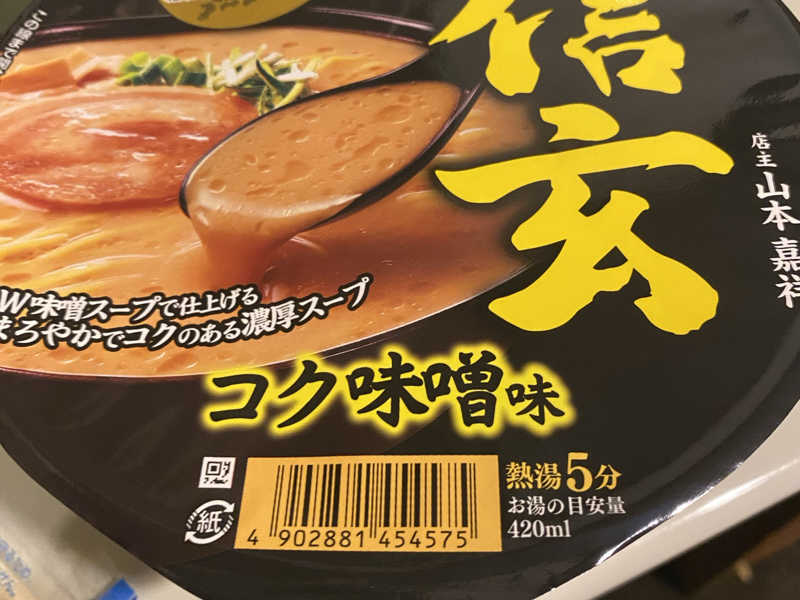 信
玄
店主 山本 嘉祥
W味噌スープで仕上げる
まろやかでコクのある濃厚スープ
コク味噌味
熱湯5分
お湯の目安量
420ml
紙
4 902881 454575